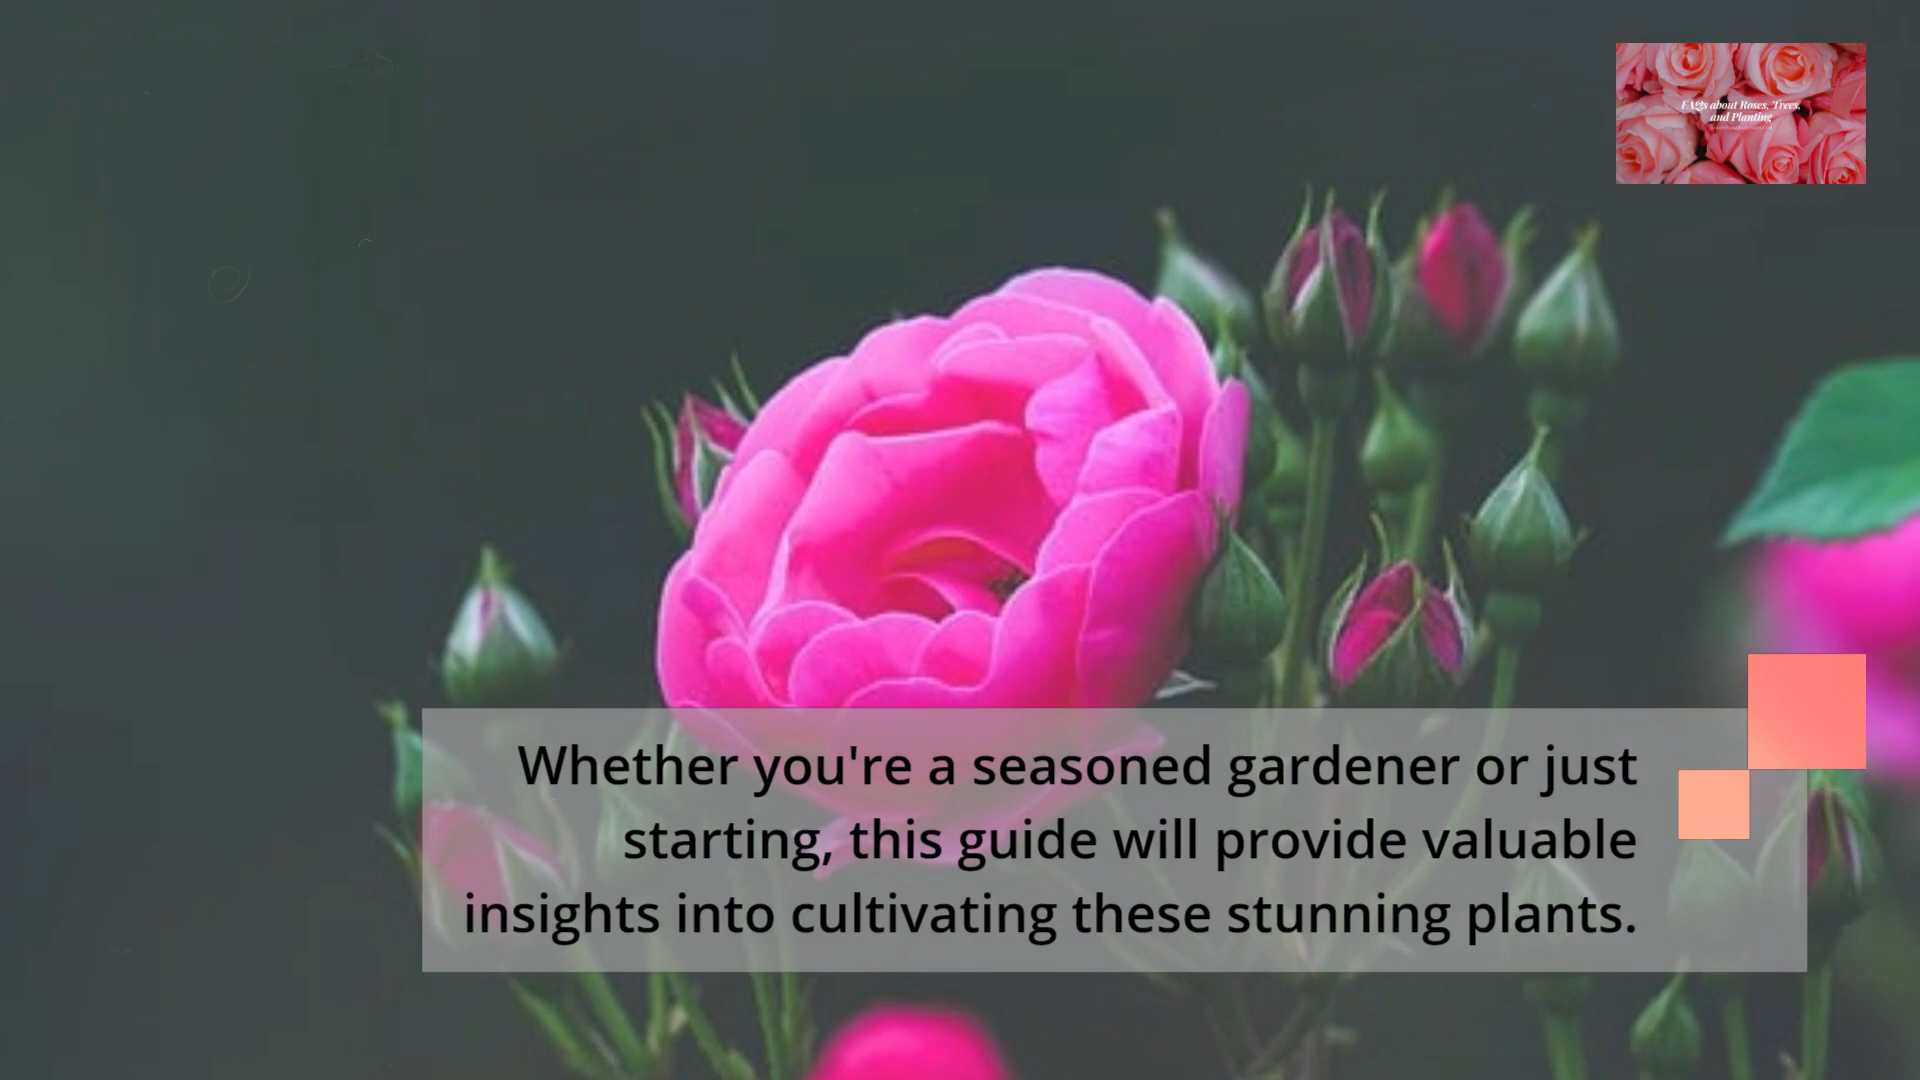 FAQs about Roses, Trees,
and Planting
Whether you're a seasoned gardener or just
starting, this guide will provide valuable
insights into cultivating these stunning plants.